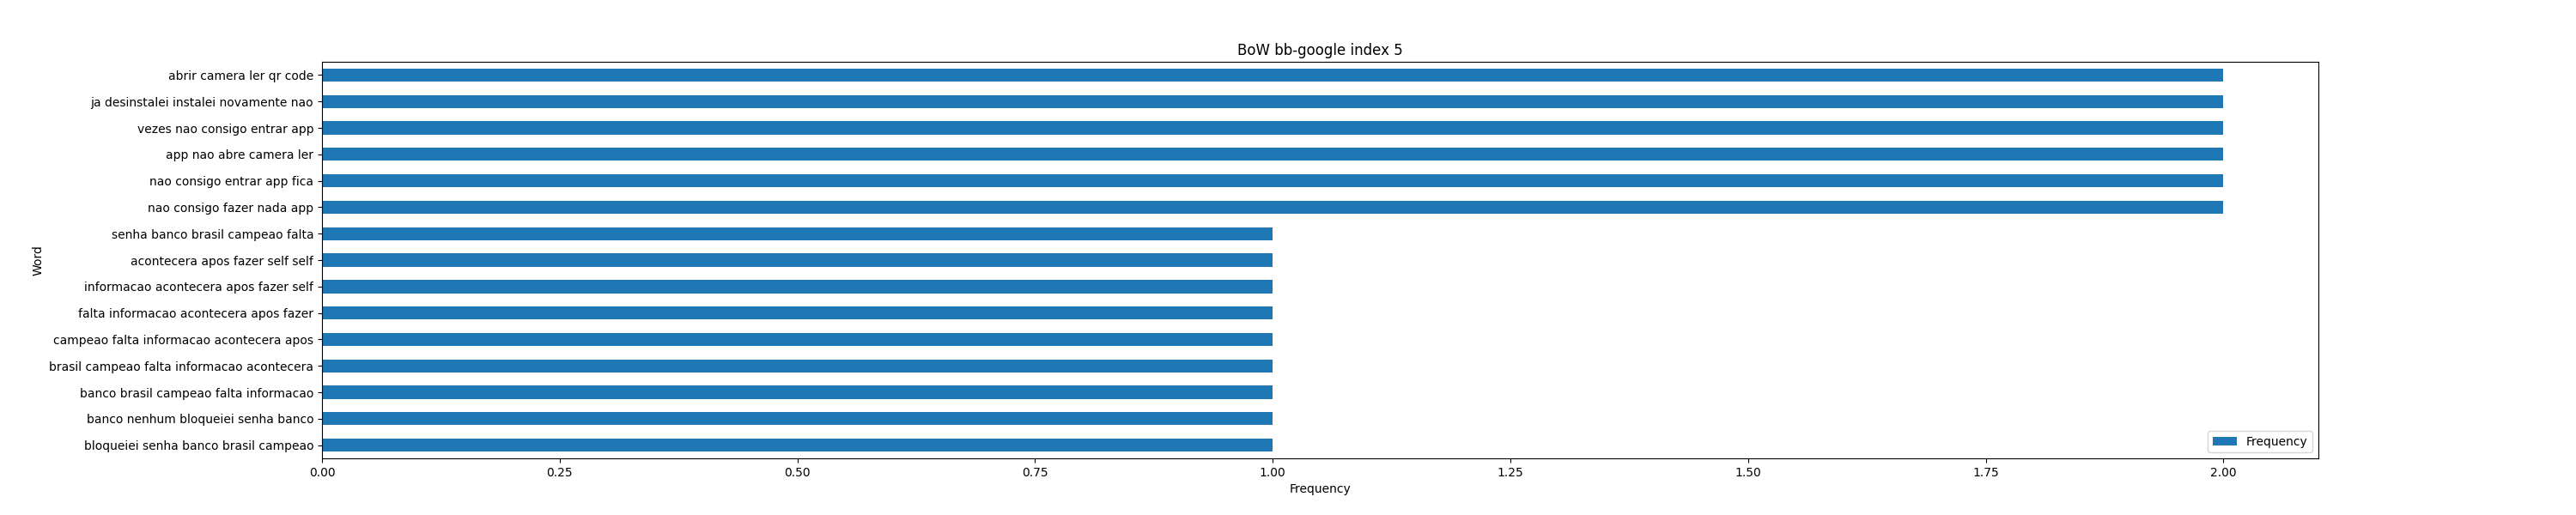 BoW bb-google index 5
abrir camera ler qr code
ja desinstalei instalei novamente nao
vezes nao consigo entrar app
app nao abre camera ler
nao consigo entrar app fica
nao consigo fazer nada app
senha banco brasil campeao falta
acontecera apos fazer self self
informacao acontecera apos fazer self
falta informacao acontecera apos fazer
campeao falta informacao acontecera apos
brasil campeao falta informacao acontecera
banco brasil campeao falta informacao
banco nenhum bloqueiei senha banco
bloqueiei senha banco brasil campeao
Word
Frequency
0.00 0.25 0.50 0.75 1.00 1.25 1.50 1.75 2.00
Frequency